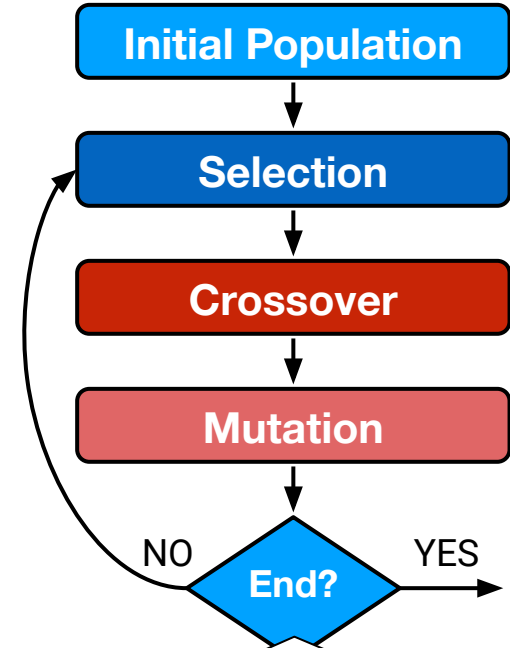 Initial Population
Selection
Crossover
Mutation
NO
YES
End?